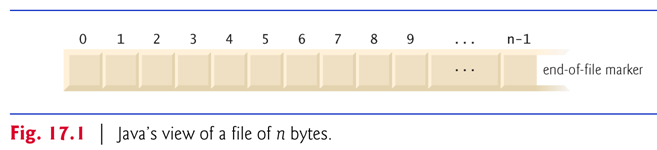 0 1 2 3 4 5 6 7 8 9 ... n-1
... end-of-file marker
Fig. 17.1 | Java's view of a file of n bytes.